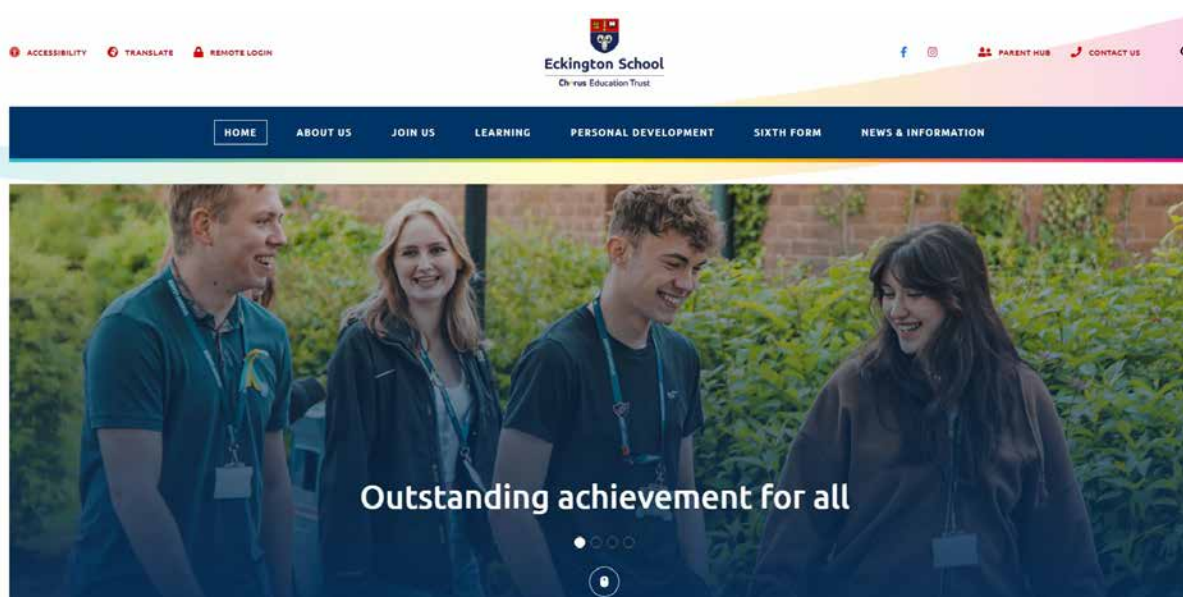 ACCESSIBILITY
TRANSLATE
REMOTE LOGIN
Eckington School
Chorus Education Trust
PARENT HUB
CONTACT US
HOME
ABOUT US
JOIN US
LEARNING
PERSONAL DEVELOPMENT
SIXTH FORM
NEWS & INFORMATION
Outstanding achievement for all